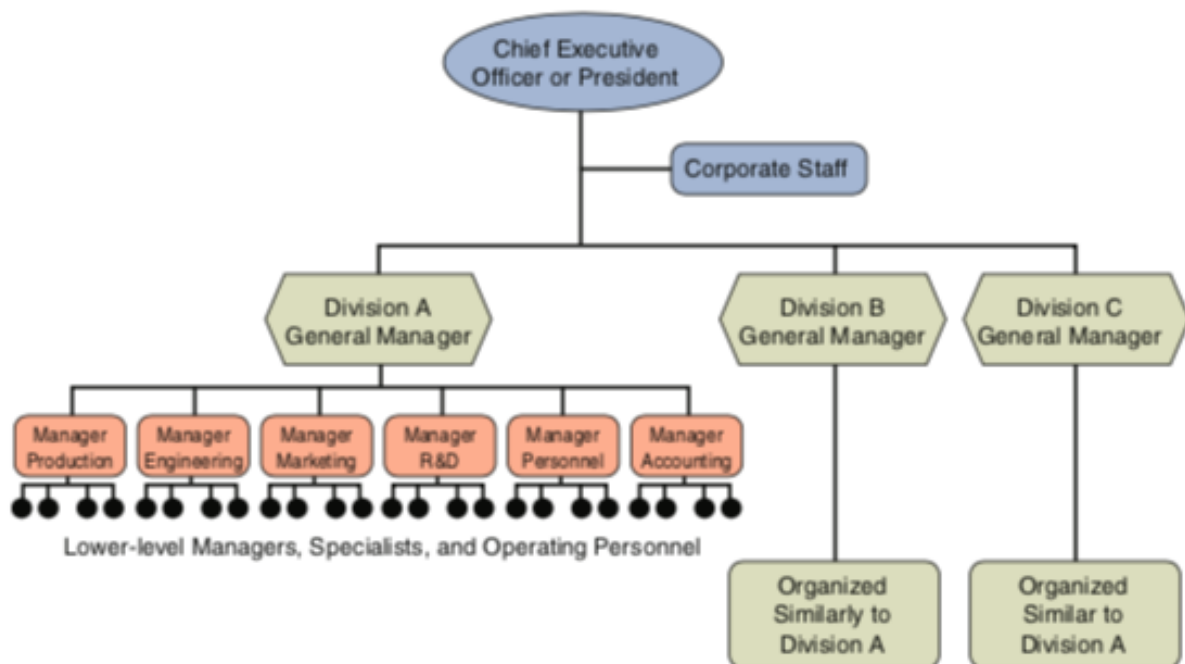 Chief Executive
Officer or President
Corporate Staff
Division A
General Manager
Division B
General Manager
Division C
General Manager
Manager
Production
Manager
Engineering
Manager
Marketing
Manager
R&D
Manager
Personnel
Manager
Accounting
Lower-level Managers, Specialists, and Operating Personnel
Organized
Similarly to
Division A
Organized
Similar to
Division A